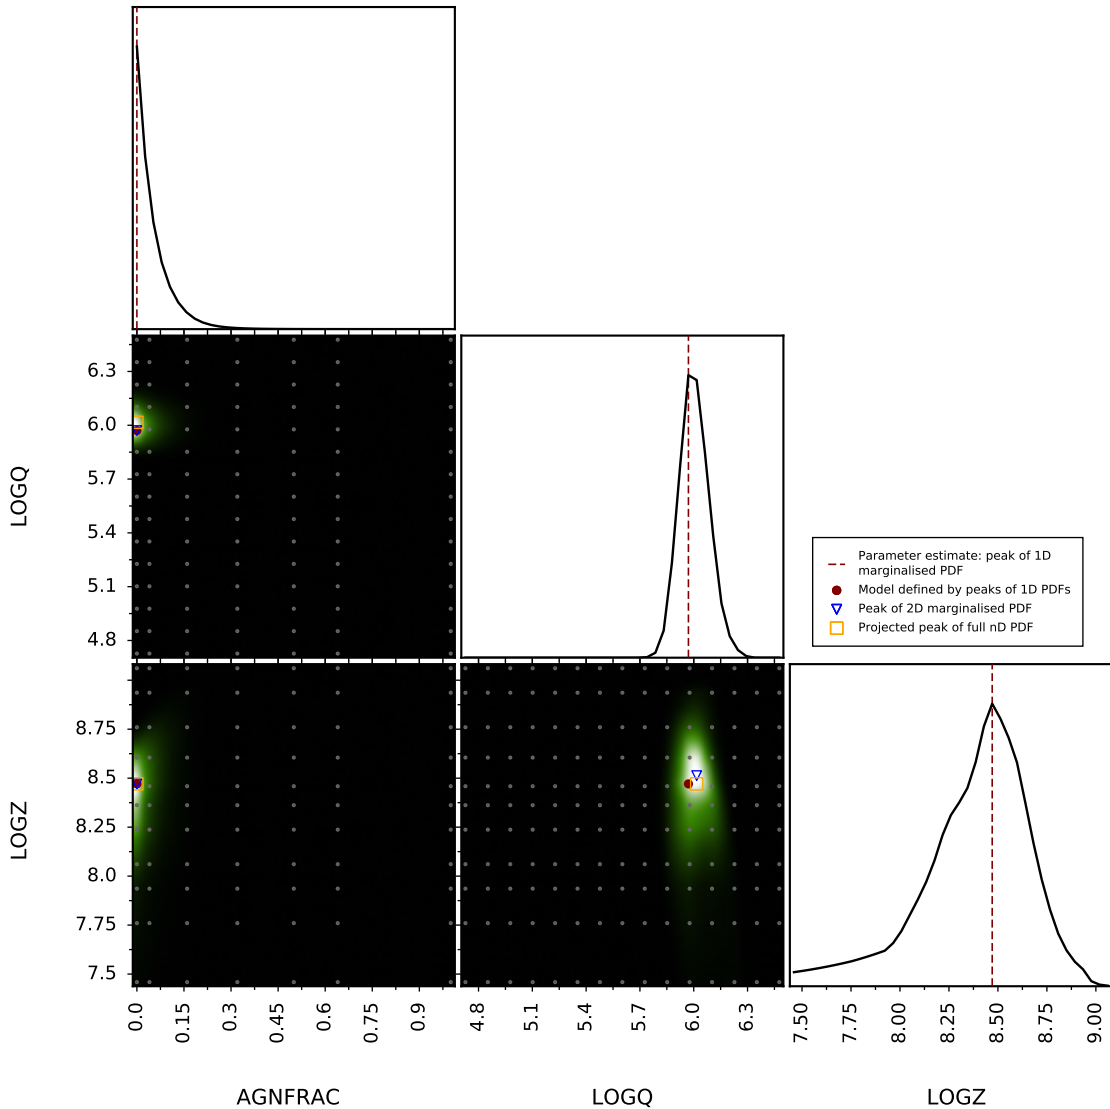 6.3
6.0
5.7
5.4
5.1
4.8
LOGQ
Parameter estimate: peak of 1D
marginalised PDF
Model defined by peaks of 1D PDFs
Peak of 2D marginalised PDF
Projected peak of full nD PDF
8.75
8.5
8.25
8.0
7.75
7.5
LOGZ
0.0 0.15 0.3 0.45 0.6 0.75 0.9
4.8 5.1 5.4 5.7 6.0 6.3
7.50 7.75 8.00 8.25 8.50 8.75 9.00
AGNFRAC LOGQ LOGZ